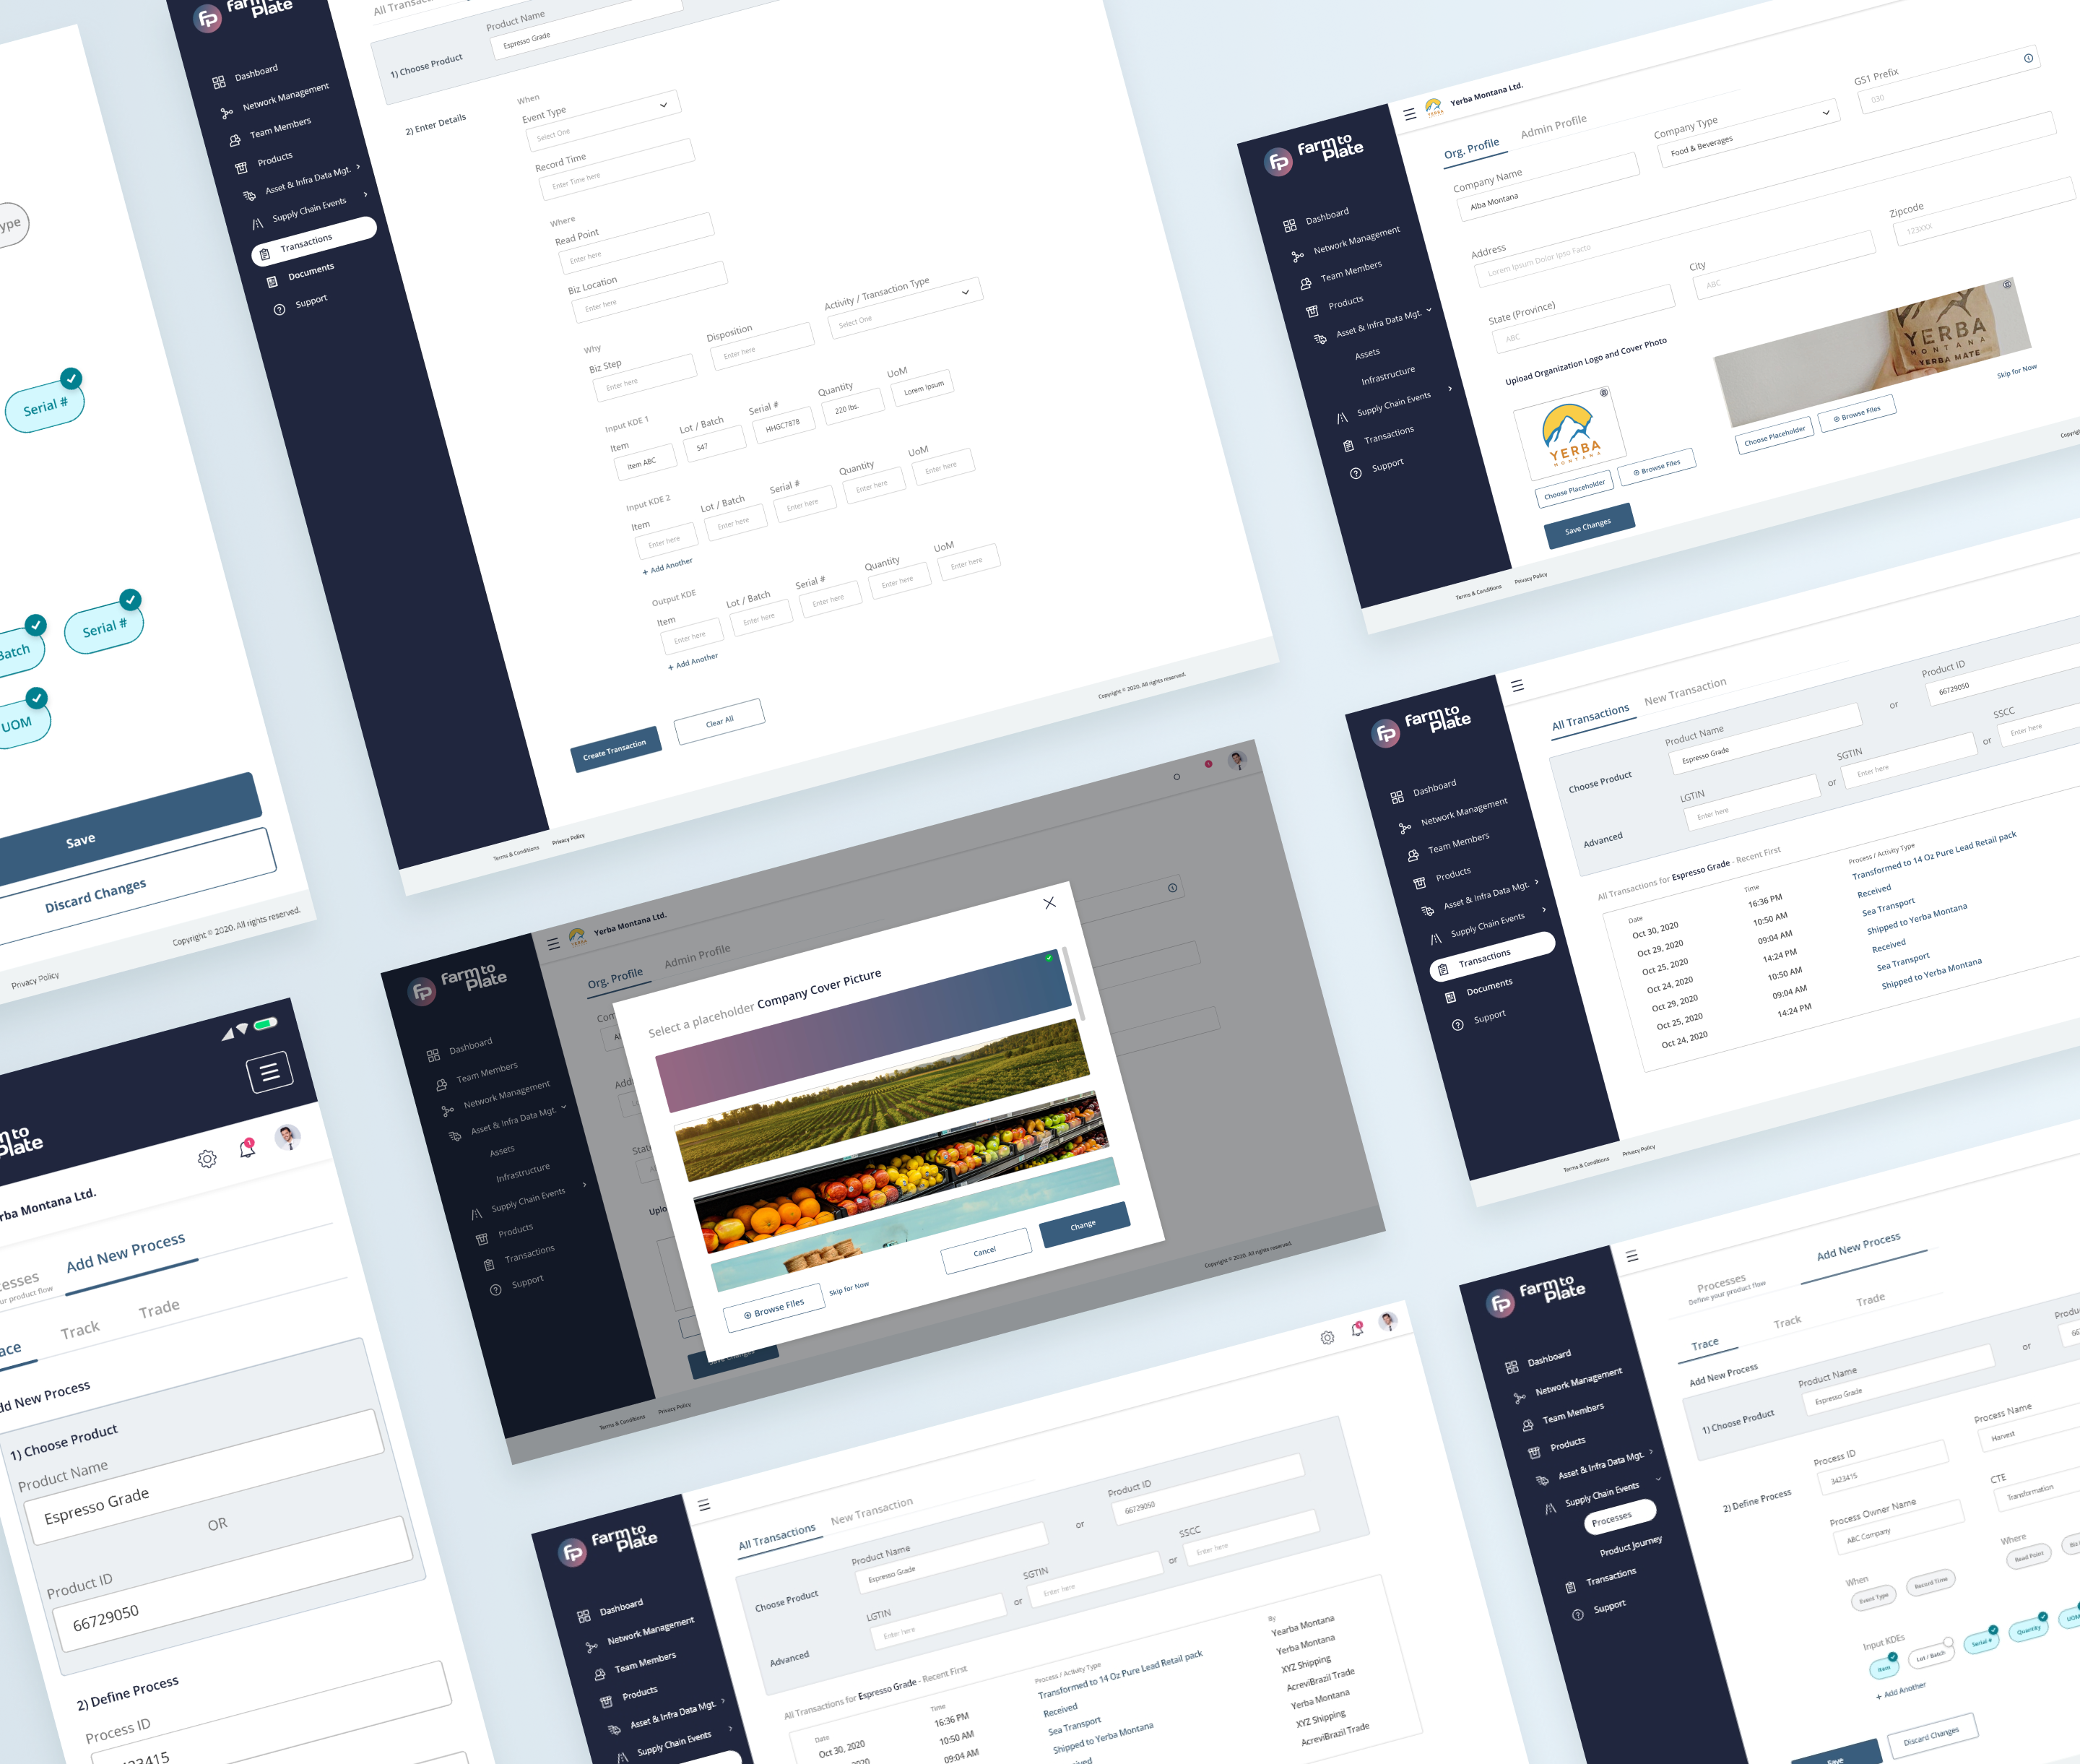 ype
Serial #
Batch
Serial #
UOM
Save
Discard Changes
Privacy Policy
Copyright © 2020. All rights reserved.
farm to Plate
Dashboard
Network Management
Team Members
Products
Asset & Infra Data Mgt.
Supply Chain Events
Transactions
Documents
Support
Product Name
Espresso Grade
1) Choose Product
2) Enter Details
When
Event Type
Select One
Record Time
Enter Time here
Where
Read Point
Enter here
Biz Location
Enter here
Why
Biz Step
Enter here
Disposition
Enter here
Activity / Transaction Type
Select One
Input KDE 1
Item
Item ABC
Lot / Batch
547
Serial #
HHGC7878
Quantity
220 lbs.
UoM
Lorem Ipsum
Input KDE 2
Item
Enter here
Lot / Batch
Enter here
Serial #
Enter here
Quantity
Enter here
UoM
Enter here
+ Add Another
Output KDE
Item
Enter here
Lot / Batch
Enter here
Serial #
Enter here
Quantity
Enter here
UoM
Enter here
+ Add Another
Create Transaction
Clear All
Terms & Conditions
Privacy Policy
Copyright © 2020. All rights reserved.
farm to Plate
Dashboard
Network Management
Team Members
Products
Asset & Infra Data Mgt.
Assets
Infrastructure
Supply Chain Events
Transactions
Support
Yerba Montana Ltd.
Org. Profile
Admin Profile
Company Name
Alba Montana
Company Type
Food & Beverages
GS1 Prefix
030
Address
Lorem Ipsum Dolor Ipso Facto
State (Province)
ABC
City
ABC
Zipcode
123XXX
Upload Organization Logo and Cover Photo
YERBA
MONTANA
YERBA
MONTANA
YERBA MATE
Skip for Now
Choose Placeholder
Browse Files
Choose Placeholder
Browse Files
Save Changes
Terms & Conditions
Privacy Policy
farm to Plate
Dashboard
Network Management
Team Members
Products
Asset & Infra Data Mgt.
Supply Chain Events
Transactions
Documents
Support
All Transactions
New Transaction
Choose Product
Product Name
Espresso Grade
or
Product ID
66729050
Advanced
LGTIN
Enter here
or
SGTIN
Enter here
or
SSCC
Enter here
All Transactions for Espresso Grade - Recent First
Date
Time
Process / Activity Type
Oct 30, 2020 16:36 PM Transformed to 14 Oz Pure Lead Retail pack
Oct 29, 2020 10:50 AM Received
Oct 25, 2020 09:04 AM Sea Transport
Oct 24, 2020 14:24 PM Shipped to Yerba Montana
Oct 29, 2020 10:50 AM Received
Oct 25, 2020 09:04 AM Sea Transport
Oct 24, 2020 14:24 PM Shipped to Yerba Montana
Terms & Conditions
Privacy Policy
farm to Plate
Dashboard
Team Members
Network Management
Asset & Infra Data Mgt.
Assets
Infrastructure
Supply Chain Events
Products
Transactions
Support
Yerba Montana Ltd.
Org. Profile
Admin Profile
Select a placeholder Company Cover Picture
Browse Files
Skip for Now
Cancel
Change
Terms & Conditions
Privacy Policy
Copyright © 2020. All rights reserved.
Plate
rba Montana Ltd.
1
Add New Process
Track
Trade
dd New Process
1) Choose Product
Product Name
Espresso Grade
OR
Product ID
66729050
2) Define Process
Process ID
farm to Plate
Dashboard
Network Management
Team Members
Products
Asset & Infra Data Mgt.
Supply Chain Events
All Transactions
New Transaction
Choose Product
Product Name
Espresso Grade
or
Product ID
66729050
Advanced
LGTIN
Enter here
or
SGTIN
Enter here
or
SSCC
Enter here
All Transactions for Espresso Grade - Recent First
Date
Time
Process / Activity Type
By
Oct 30, 2020 16:36 PM Transformed to 14 Oz Pure Lead Retail pack Yearba Montana
10:50 AM Received Yerba Montana
09:04 AM Sea Transport XYZ Shipping
Shipped to Yerba Montana AcreviBrazil Trade
Yerba Montana
XYZ Shipping
AcreviBrazil Trade
farm to Plate
Dashboard
Network Management
Team Members
Products
Asset & Infra Data Mgt.
Supply Chain Events
Processes
Product Journey
Transactions
Support
Processes
Define your product flow
Add New Process
Trace
Track
Trade
Add New Process
1) Choose Product
Product Name
Espresso Grade
or
2) Define Process
Process ID
3423415
Process Name
Harvest
Process Owner Name
ABC Company
CTE
Transformation
When
Event Type
Record Time
Where
Read Point
Input KDEs
Item
Lot / Batch
Serial #
Quantity
UOM
+ Add Another
Save
Discard Changes